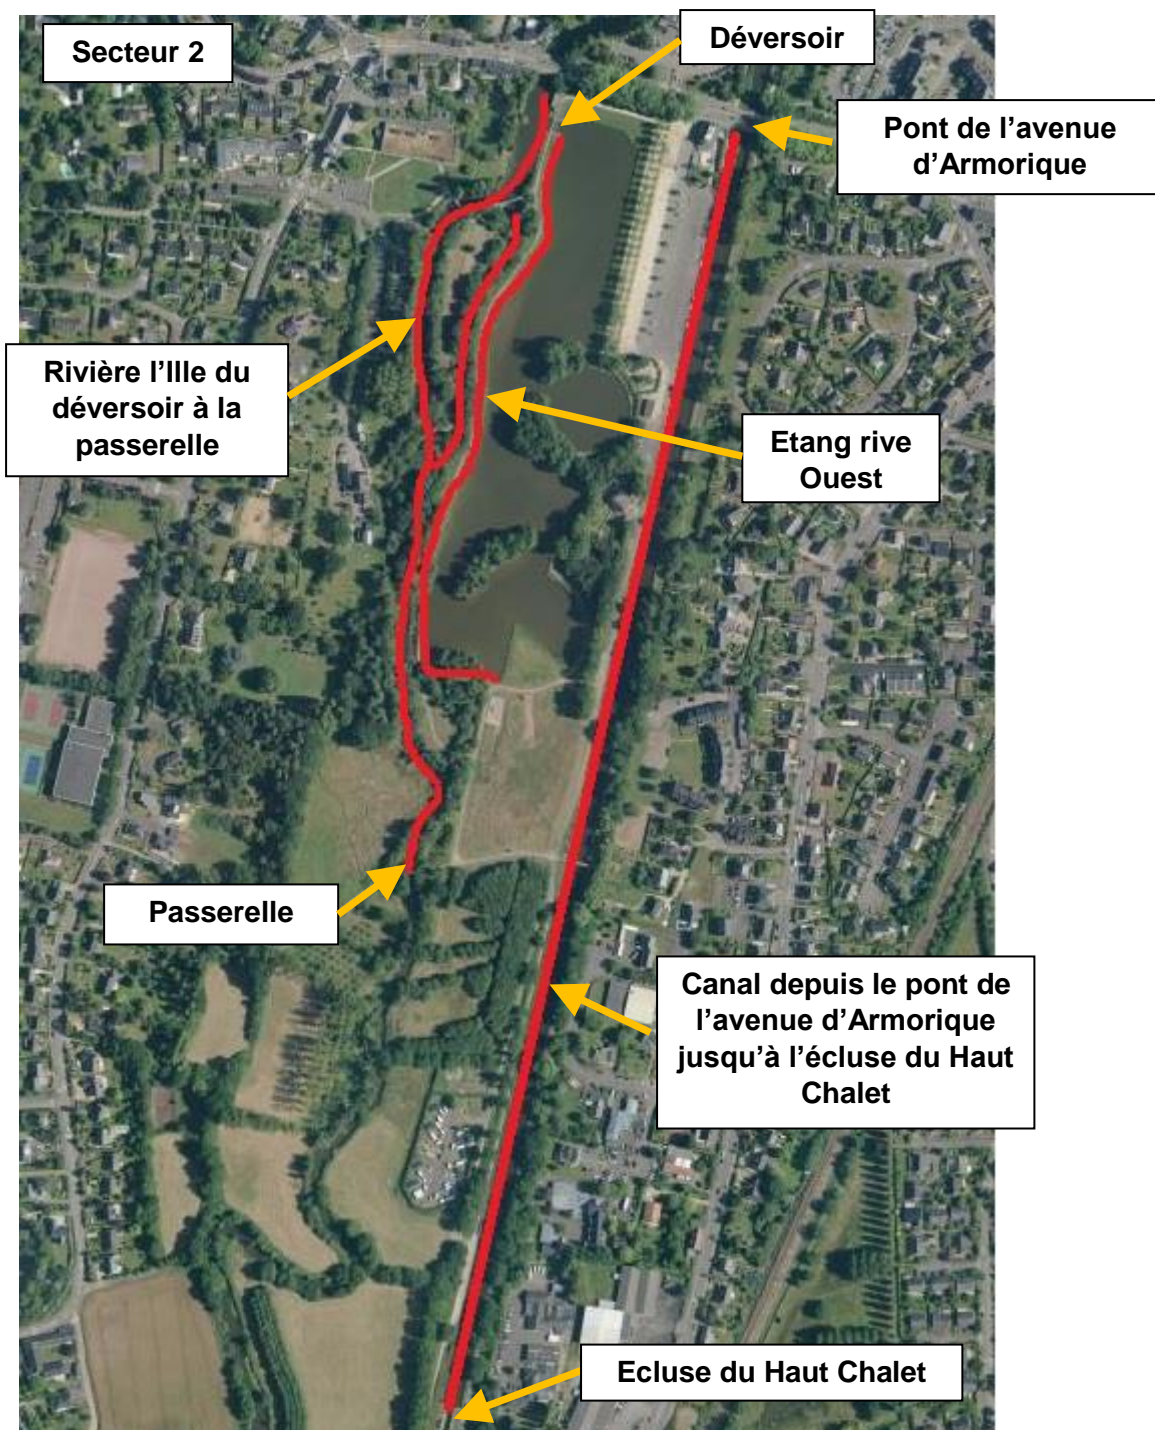 Secteur 2
Déversoir
Pont de l’avenue
d’Armorique
Rivière l’Ille du
déversoir à la
passerelle
Etang rive
Ouest
Passerelle
Canal depuis le pont de
l’avenue d’Armorique
jusqu’à l’écluse du Haut
Chalet
Ecluse du Haut Chalet